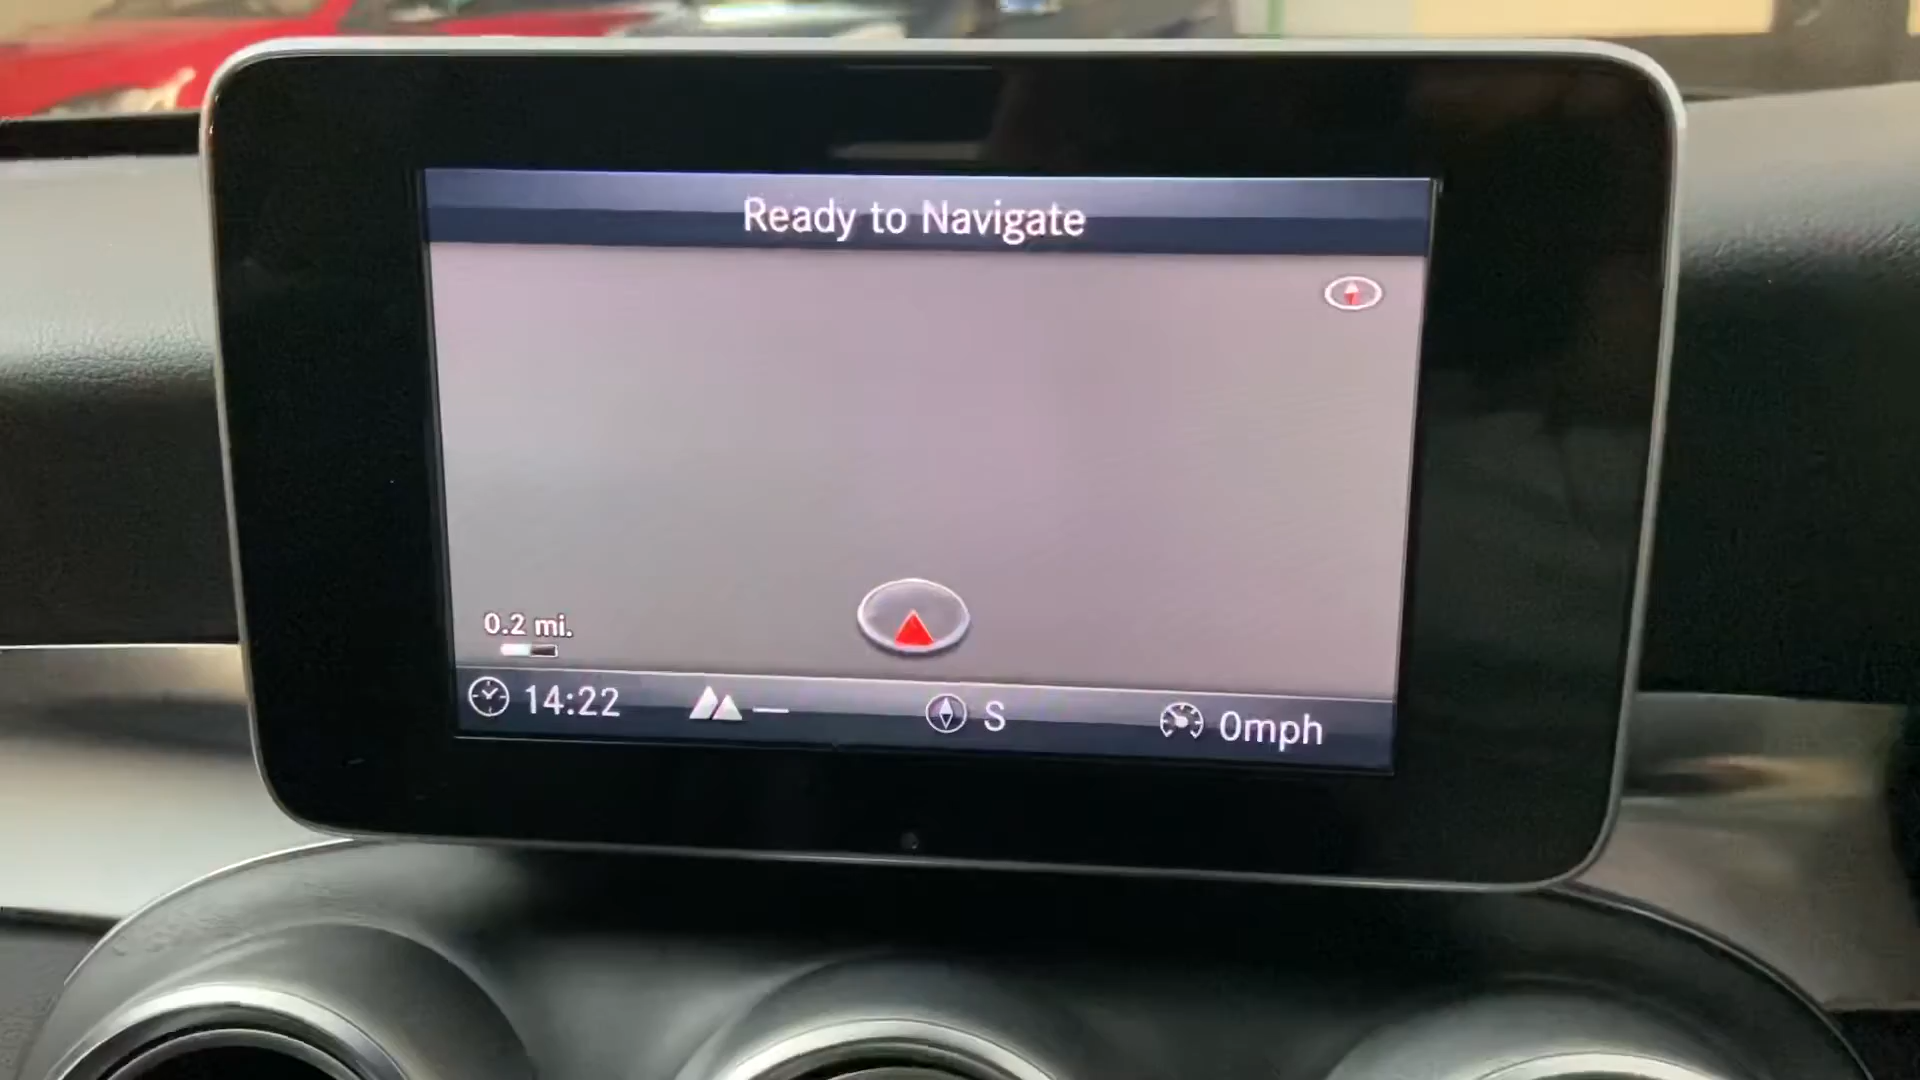 Ready to Navigate
0.2 mi.
14:22 — S 0mph